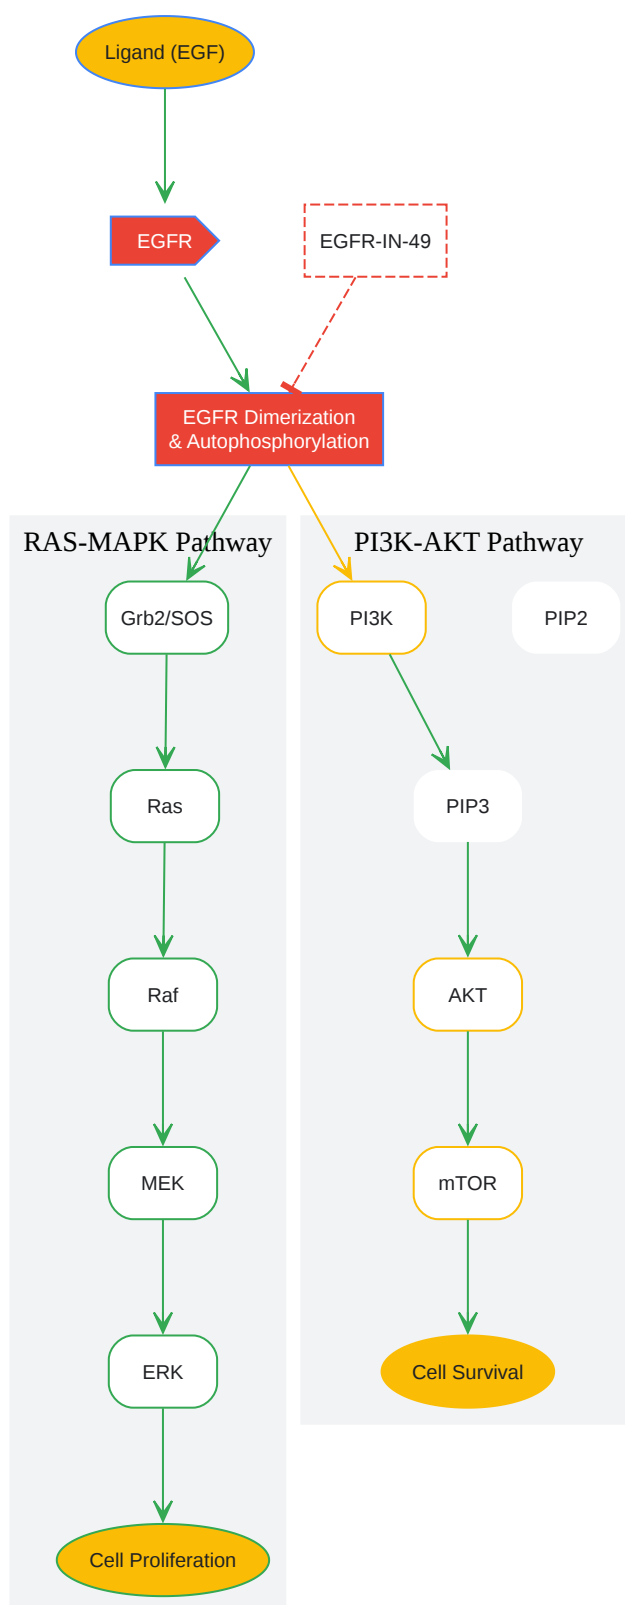 Ligand (EGF)
EGFR
EGFR-IN-49
EGFR Dimerization
& Autophosphorylation
RAS-MAPK Pathway
PI3K-AKT Pathway
Grb2/SOS
PI3K
PIP2
Ras
PIP3
Raf
AKT
MEK
mTOR
ERK
Cell Survival
Cell Proliferation